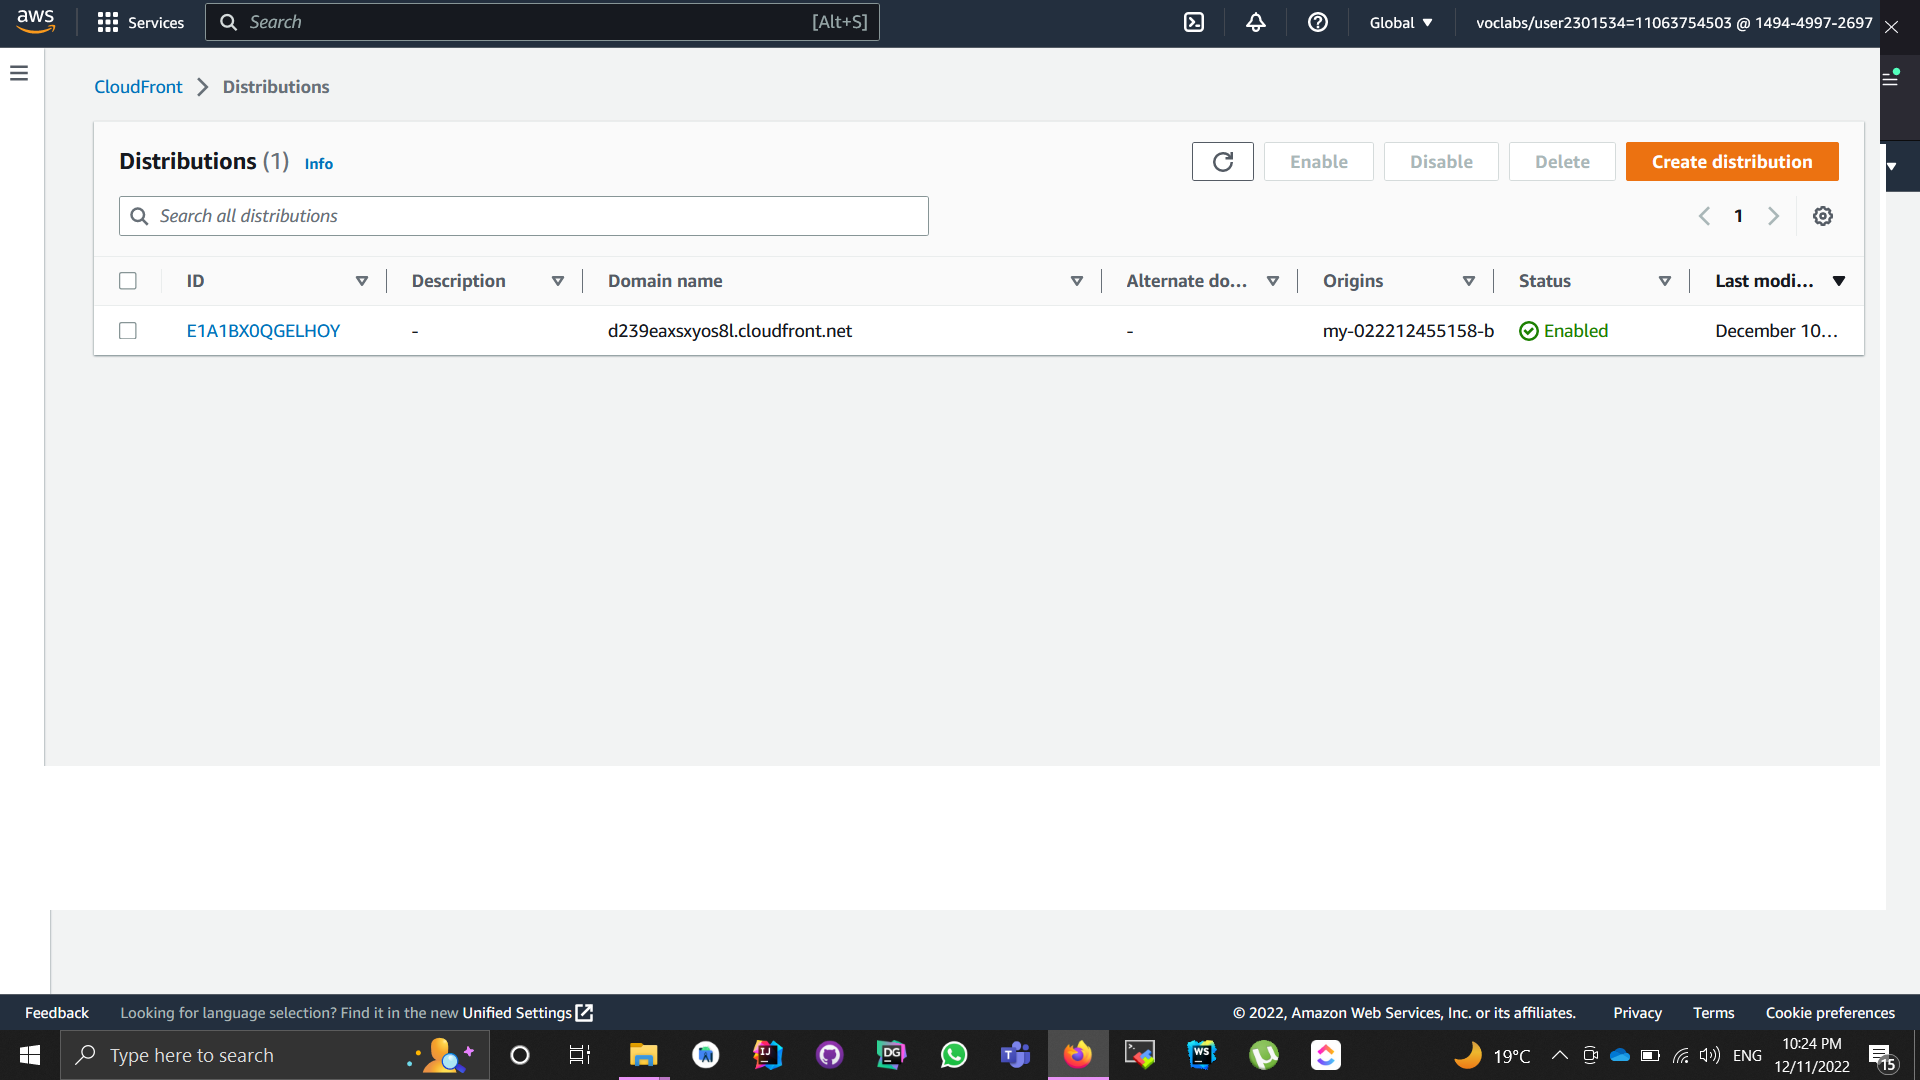 aws
Services
Search
[Alt+S]
Global
voclabs/user2301534=11063754503 @ 1494-4997-2697
CloudFront
Distributions
Distributions (1) Info
Enable
Disable
Delete
Create distribution
Search all distributions
1
ID
Description
Domain name
Alternate do...
Origins
Status
Last modi...
E1A1BX0QGELHOY
-
d239eaxsxyos8l.cloudfront.net
-
my-022212455158-b
Enabled
December 10...
Feedback
Looking for language selection? Find it in the new Unified Settings
© 2022, Amazon Web Services, Inc. or its affiliates.
Privacy
Terms
Cookie preferences
Type here to search
IJ
DG
T
WS
19°C
ENG
10:24 PM
12/11/2022
15